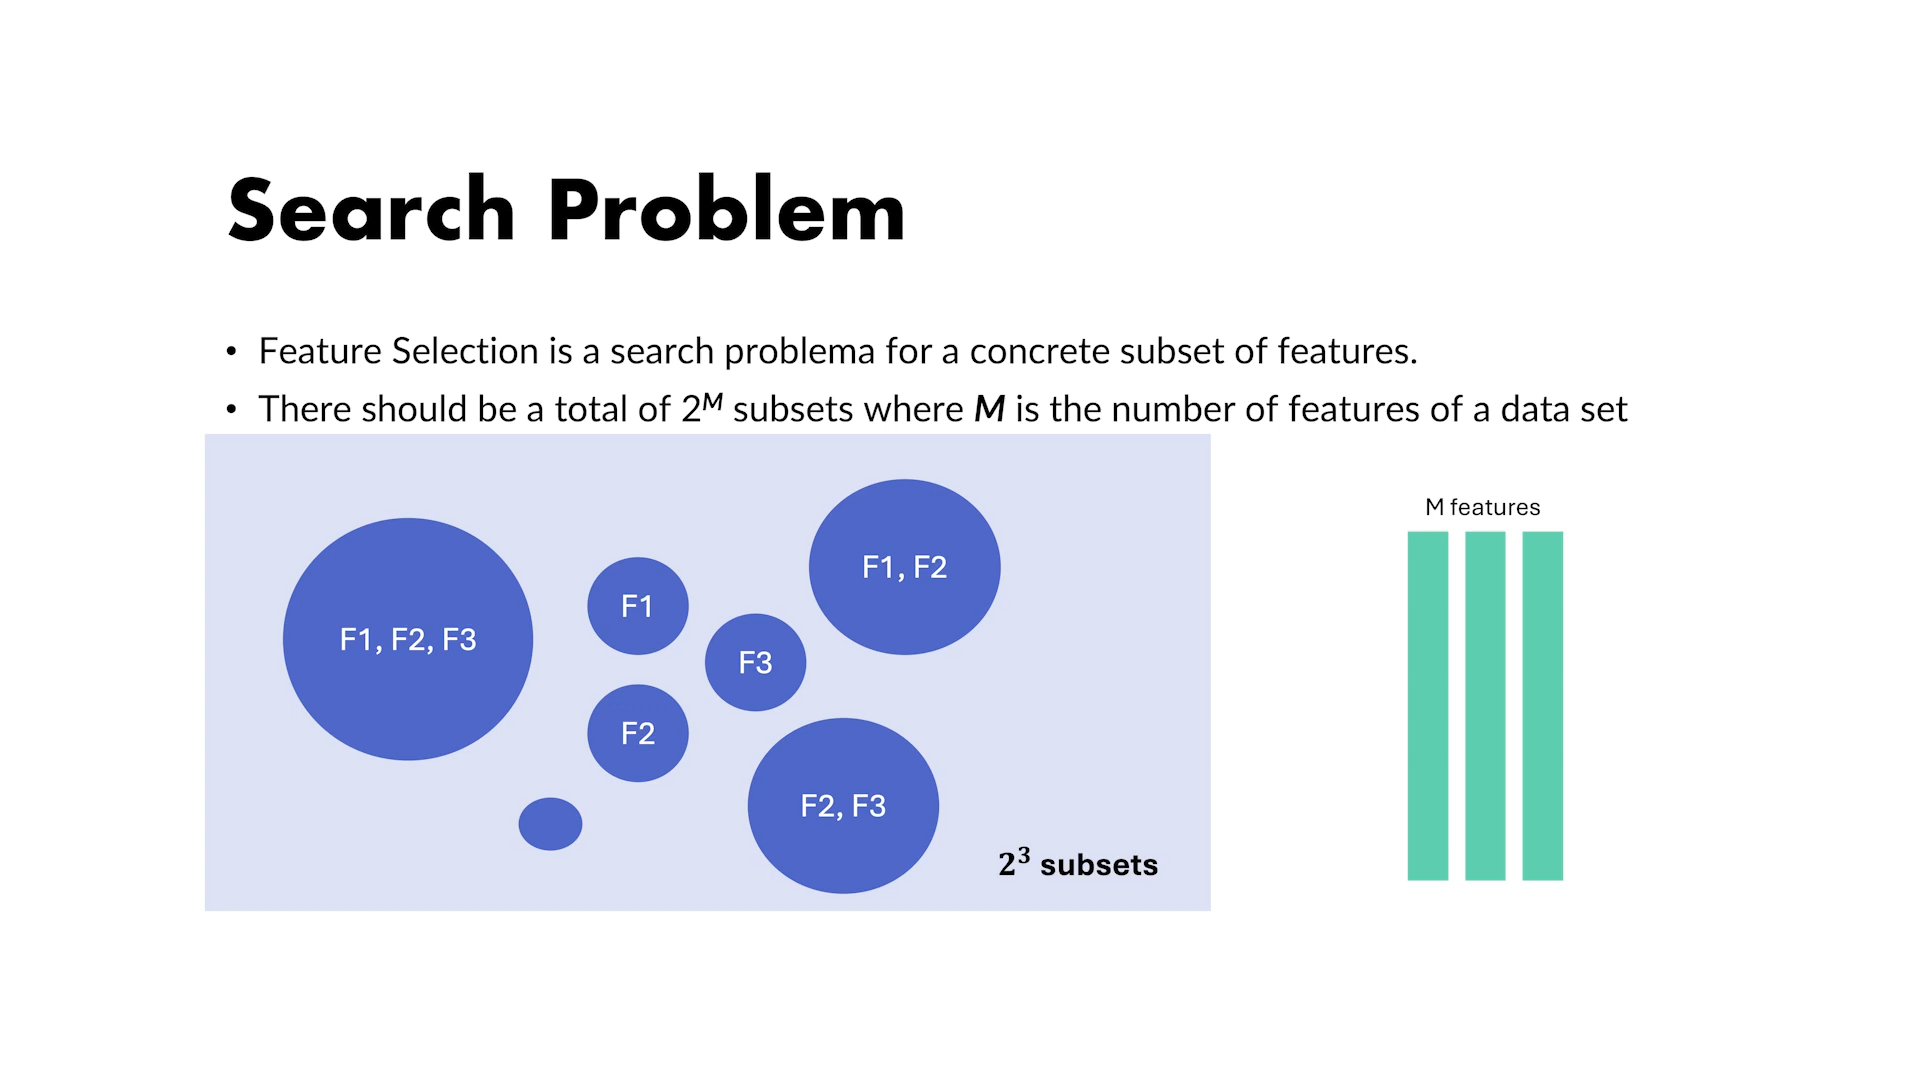 Search Problem
• Feature Selection is a search problema for a concrete subset of features.
• There should be a total of 2^M subsets where M is the number of features of a data set
M features
F1, F2
F1
F1, F2, F3
F3
F2
F2, F3
2^3 subsets